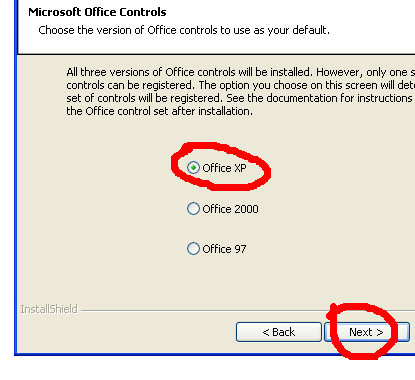 Microsoft Office Controls
Choose the version of Office controls to use as your default.
All three versions of Office controls will be installed. However, only one s
controls can be registered. The option you choose on this screen will dete
set of controls will be registered. See the documentation for instructions
the Office control set after installation.
Office XP
Office 2000
Office 97
InstallShield
< Back
Next >